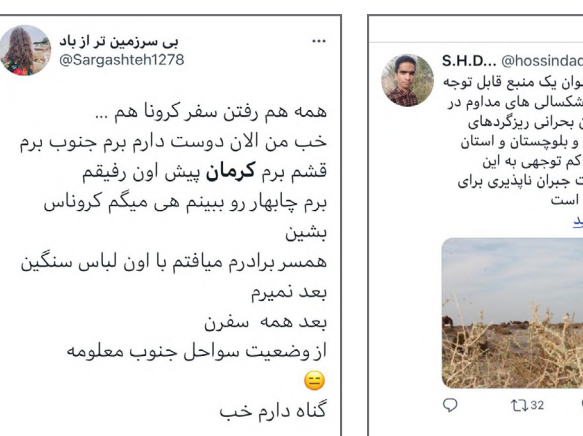 بی سرزمین تر از باد
@Sargashteh1278
همه هم رفتن سفر کرونا هم ...
خب من الان دوست دارم برم جنوب برم
قشم برم کرمان پیش اون رفیقم
برم چابهار رو ببینم هی میگم کروناس
بشین
همسر برادرم میافتم با اون لباس سنگین
بعد نمیرم
بعد همه سفرن
از وضعیت سواحل جنوب معلومه
😑
گناه دارم خب
S.H.D... @hossindad
وان یک منبع قابل توجه
شکسالی های مداوم در
ن بحرانی ریزگردهای
و بلوچستان و استان
کم توجهی به این
ت جبران ناپذیری برای
است
32